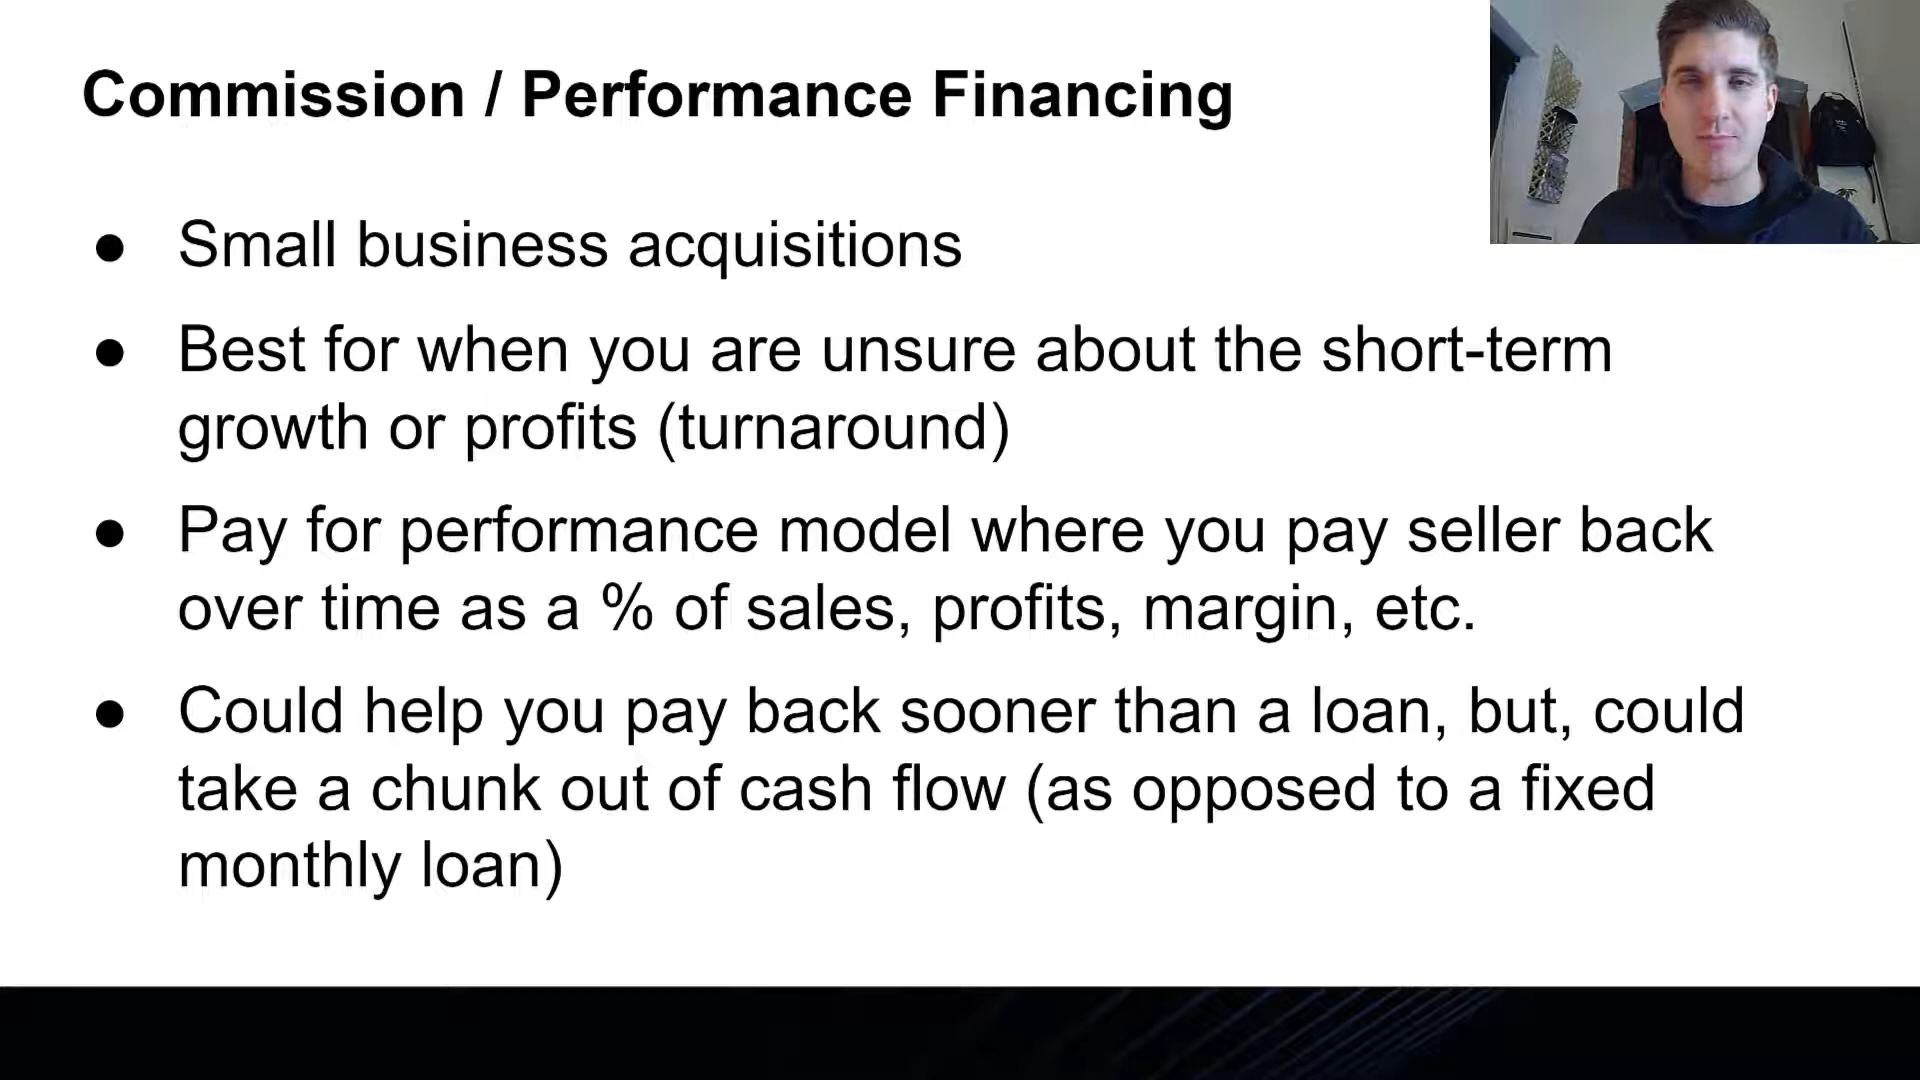 Commission / Performance Financing
● Small business acquisitions
● Best for when you are unsure about the short-term
growth or profits (turnaround)
● Pay for performance model where you pay seller back
over time as a % of sales, profits, margin, etc.
● Could help you pay back sooner than a loan, but, could
take a chunk out of cash flow (as opposed to a fixed
monthly loan)